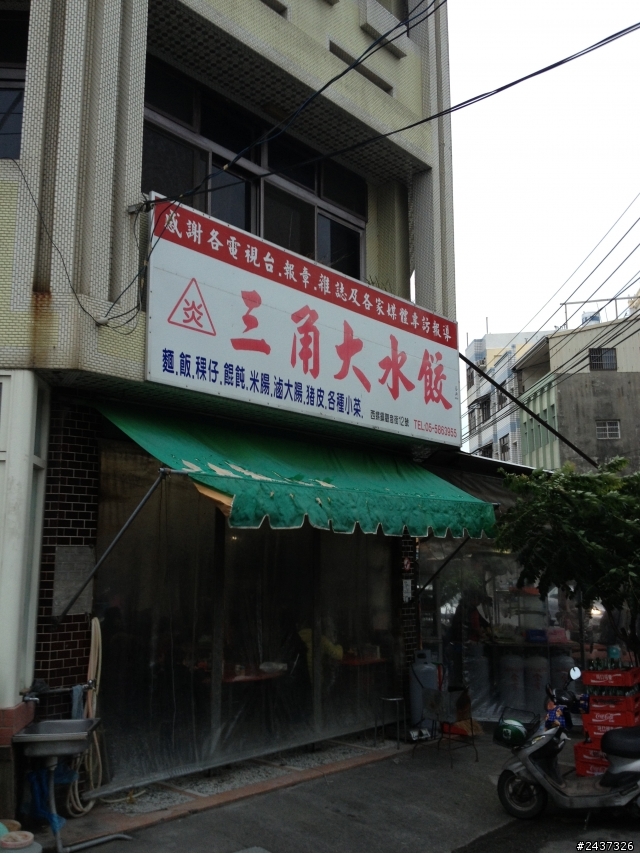 感謝各電視台.報章.雜誌及各家媒體專訪報導
炎 三角大水餃
麵,飯,粿仔,餛飩,米腸,滷大腸,豬皮,各種小菜.
TEL:05-5863955
#2437326